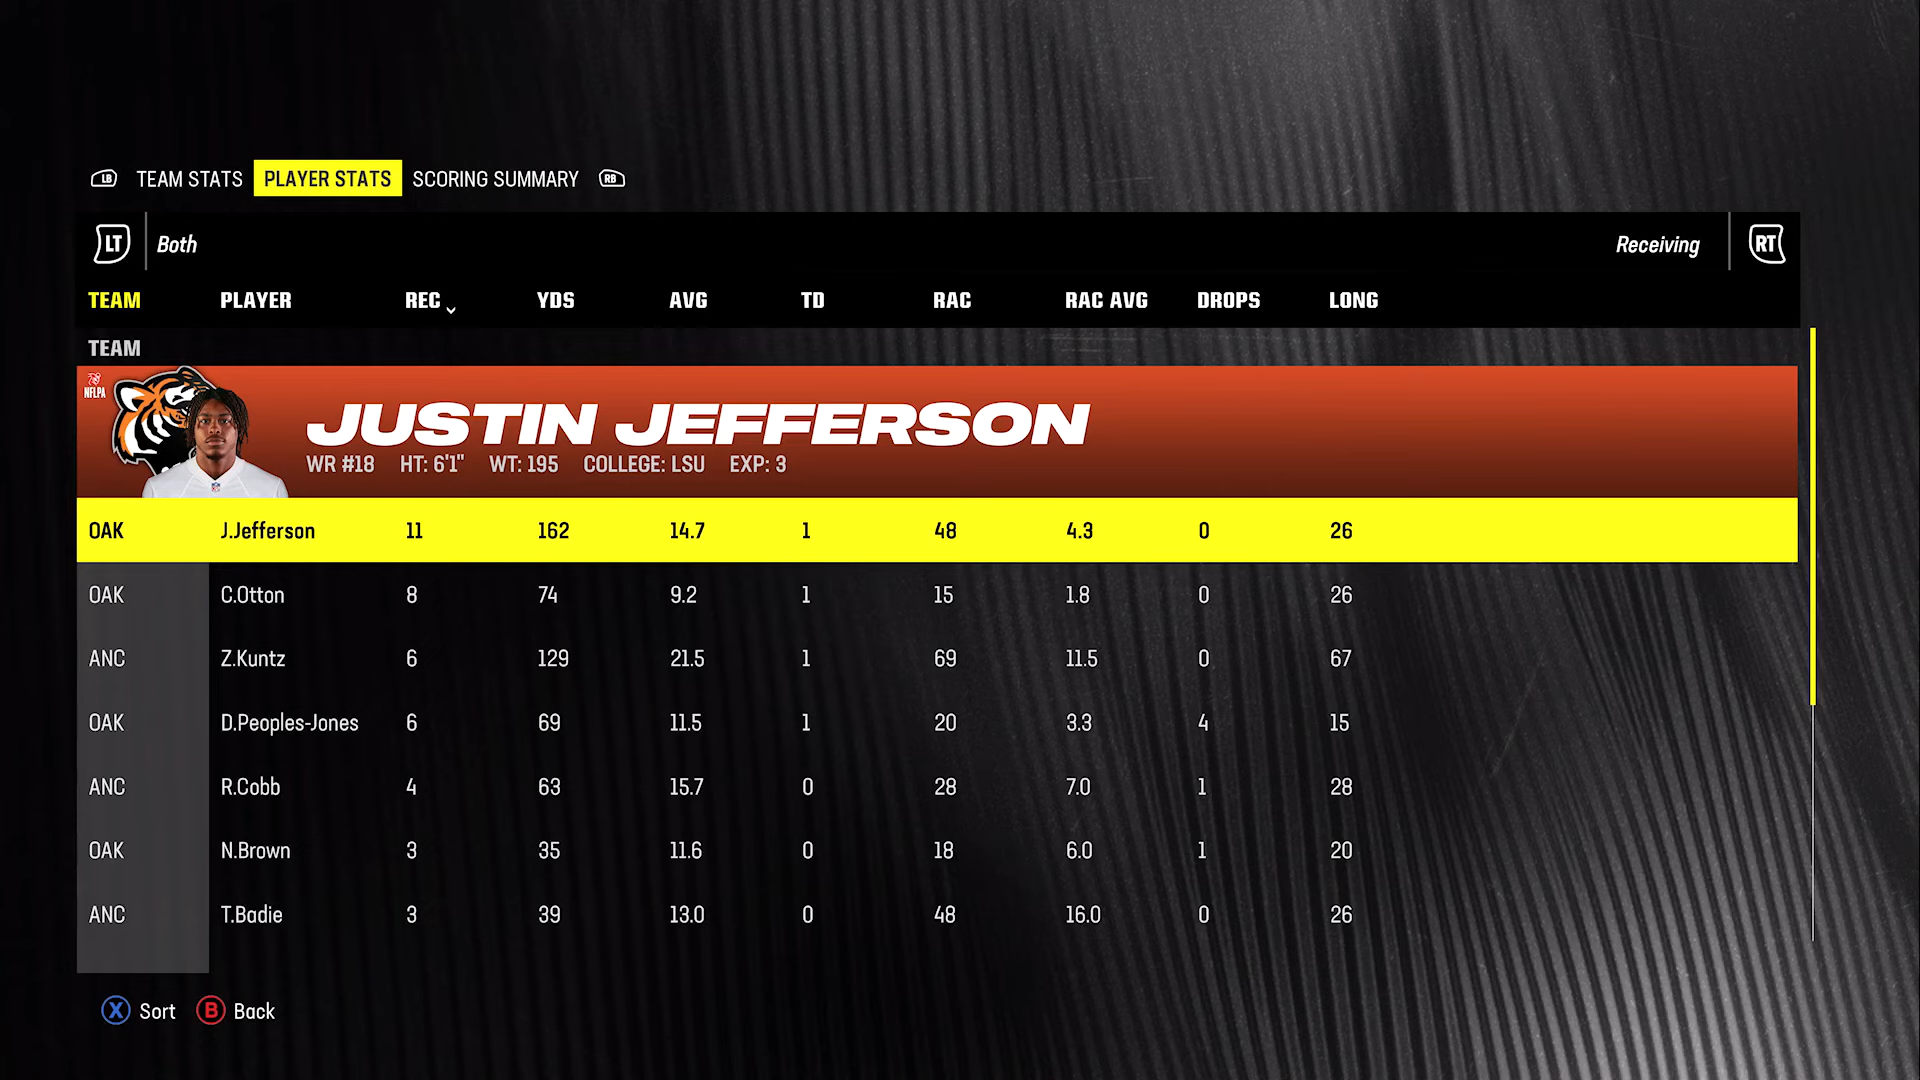 LB TEAM STATS PLAYER STATS SCORING SUMMARY RB
LT Both Receiving RT
TEAM PLAYER REC YDS AVG TD RAC RAC AVG DROPS LONG
TEAM
NFLPA
JUSTIN JEFFERSON
WR #18 HT: 6'1" WT: 195 COLLEGE: LSU EXP: 3
OAK J.Jefferson 11 162 14.7 1 48 4.3 0 26
OAK C.Otton 8 74 9.2 1 15 1.8 0 26
ANC Z.Kuntz 6 129 21.5 1 69 11.5 0 67
OAK D.Peoples-Jones 6 69 11.5 1 20 3.3 4 15
ANC R.Cobb 4 63 15.7 0 28 7.0 1 28
OAK N.Brown 3 35 11.6 0 18 6.0 1 20
ANC T.Badie 3 39 13.0 0 48 16.0 0 26
X Sort B Back